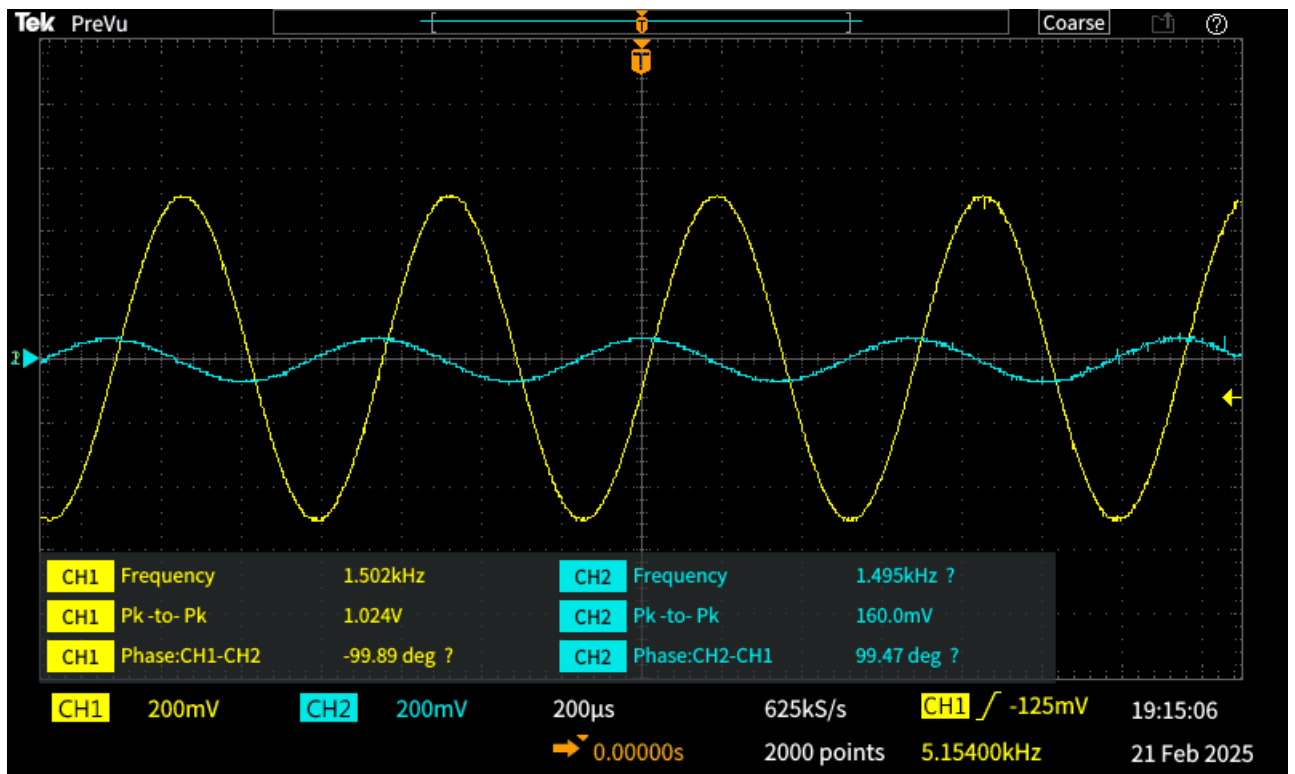 Tek PreVu Coarse ?
T
T
2
CH1 Frequency 1.502kHz CH2 Frequency 1.495kHz ?
CH1 Pk-to-Pk 1.024V CH2 Pk-to-Pk 160.0mV
CH1 Phase:CH1-CH2 -99.89 deg ? CH2 Phase:CH2-CH1 99.47 deg ?
CH1 200mV CH2 200mV 200µs 625kS/s CH1 -125mV 19:15:06
0.00000s 2000 points 5.15400kHz 21 Feb 2025